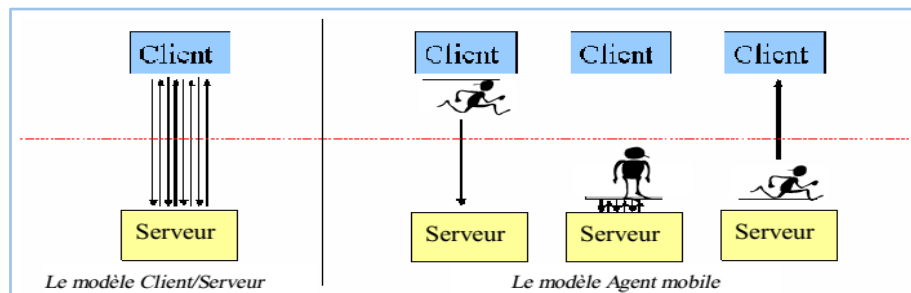 Client
Client
Client
Client
Serveur
Serveur
Serveur
Serveur
Le modèle Client/Serveur
Le modèle Agent mobile